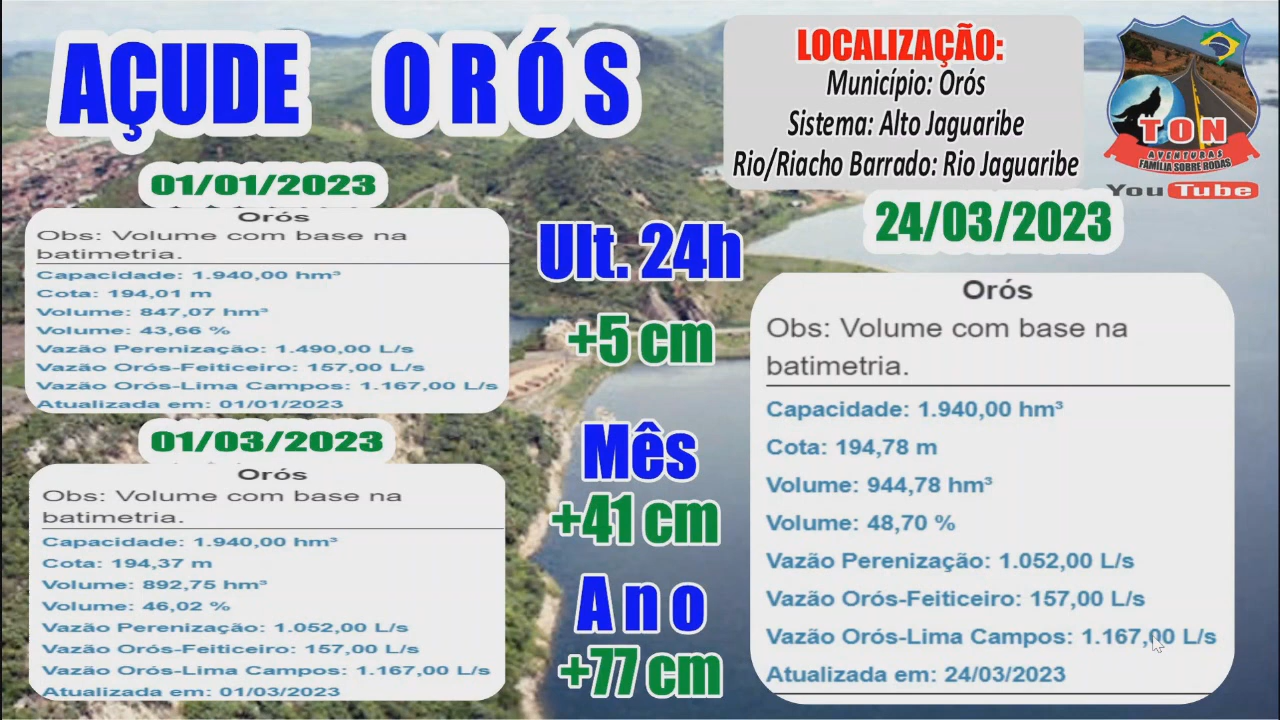 AÇUDE ORÓS
LOCALIZAÇÃO:
Município: Orós
Sistema: Alto Jaguaribe
Rio/Riacho Barrado: Rio Jaguaribe
TON
AVENTURAS
FAMÍLIA SOBRE RODAS
YouTube
01/01/2023
Orós
Obs: Volume com base na
batimetria.
Capacidade: 1.940,00 hm³
Cota: 194,01 m
Volume: 847,07 hm³
Volume: 43,66 %
Vazão Perenização: 1.490,00 L/s
Vazão Orós-Feiticeiro: 157,00 L/s
Vazão Orós-Lima Campos: 1.167,00 L/s
Atualizada em: 01/01/2023
01/03/2023
Orós
Obs: Volume com base na
batimetria.
Capacidade: 1.940,00 hm³
Cota: 194,37 m
Volume: 892,75 hm³
Volume: 46,02 %
Vazão Perenização: 1.052,00 L/s
Vazão Orós-Feiticeiro: 157,00 L/s
Vazão Orós-Lima Campos: 1.167,00 L/s
Atualizada em: 01/03/2023
Ult. 24h
+5 cm
Mês
+41 cm
Ano
+77 cm
24/03/2023
Orós
Obs: Volume com base na
batimetria.
Capacidade: 1.940,00 hm³
Cota: 194,78 m
Volume: 944,78 hm³
Volume: 48,70 %
Vazão Perenização: 1.052,00 L/s
Vazão Orós-Feiticeiro: 157,00 L/s
Vazão Orós-Lima Campos: 1.167,00 L/s
Atualizada em: 24/03/2023